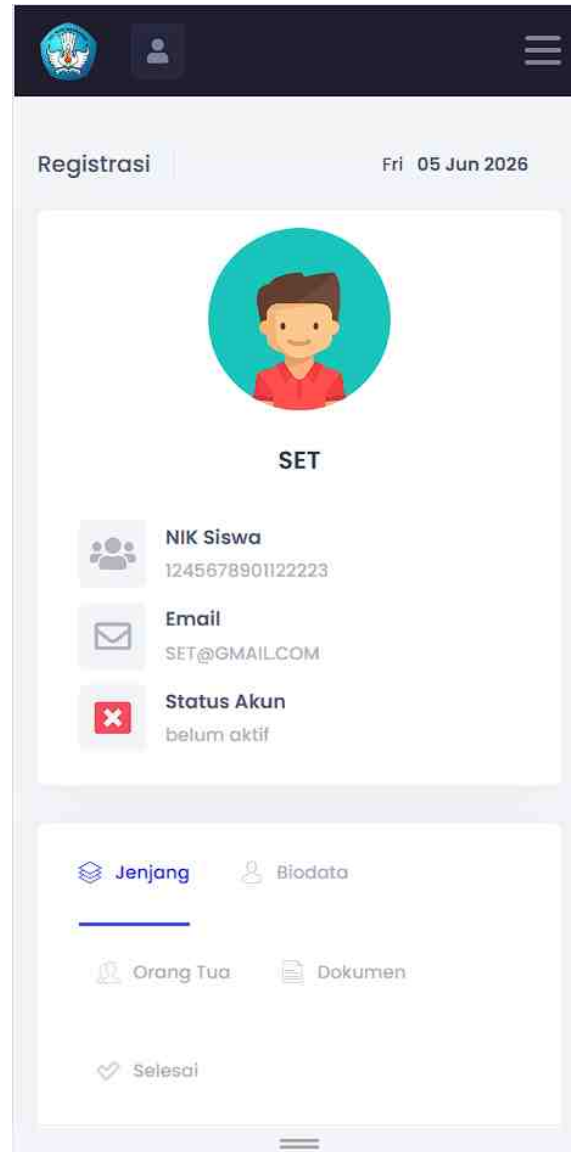 Registrasi
Fri 05 Jun 2026
SET
NIK Siswa
1245678901122223
Email
SET@GMAIL.COM
Status Akun
belum aktif
Jenjang
Biodata
Orang Tua
Dokumen
Selesai